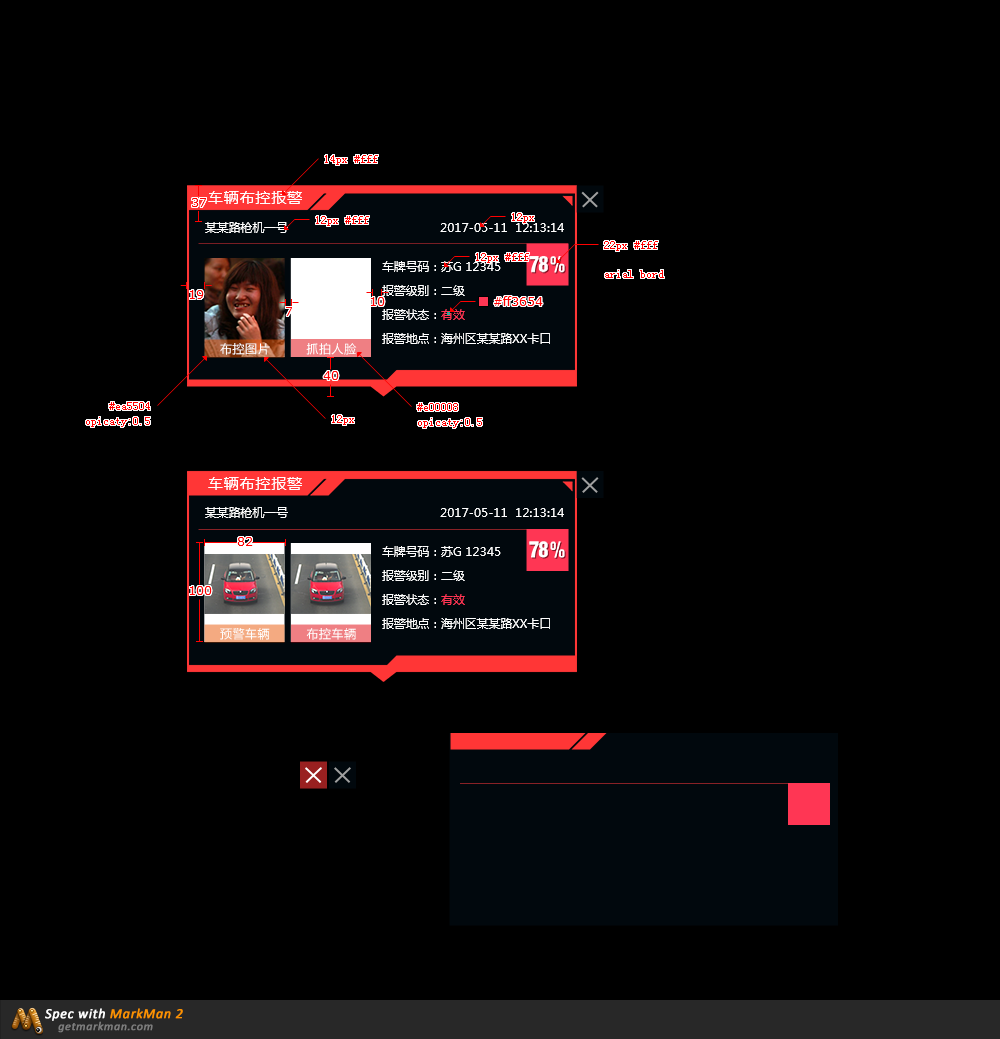 14px #fff
车辆布控报警
37
某某路枪机一号
12px #fff
12px
2017-05-11 12:13:14
车牌号码：苏G 12345
12px #fff
78%
22px #fff
arial bord
报警级别：二级
19
7
10
#ff3654
报警状态：有效
报警地点：海州区某某路XX卡口
布控图片
抓拍人脸
40
#ea5504
opicaty:0.5
12px
#e00008
opicaty:0.5
车辆布控报警
某某路枪机一号
2017-05-11 12:13:14
82
车牌号码：苏G 12345
78%
报警级别：二级
100
报警状态：有效
报警地点：海州区某某路XX卡口
预警车辆
布控车辆
Spec with MarkMan 2
getmarkman.com